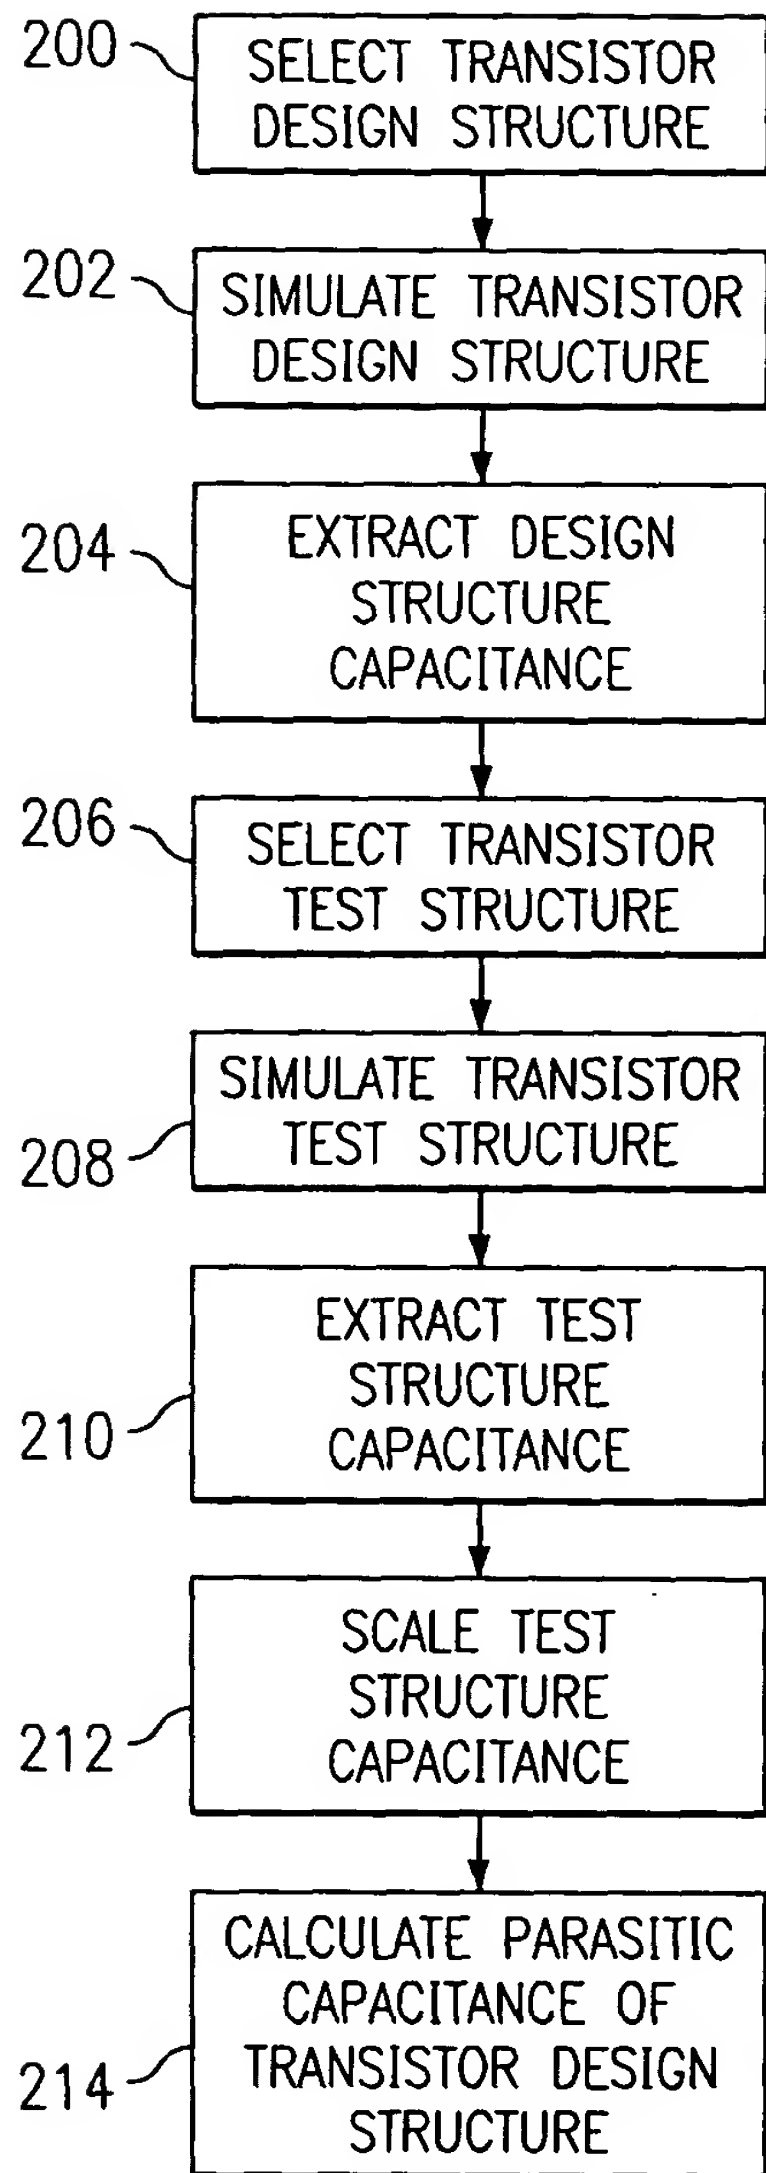 200
SELECT TRANSISTOR
DESIGN STRUCTURE
202
SIMULATE TRANSISTOR
DESIGN STRUCTURE
204
EXTRACT DESIGN
STRUCTURE
CAPACITANCE
206
SELECT TRANSISTOR
TEST STRUCTURE
208
SIMULATE TRANSISTOR
TEST STRUCTURE
210
EXTRACT TEST
STRUCTURE
CAPACITANCE
212
SCALE TEST
STRUCTURE
CAPACITANCE
214
CALCULATE PARASITIC
CAPACITANCE OF
TRANSISTOR DESIGN
STRUCTURE